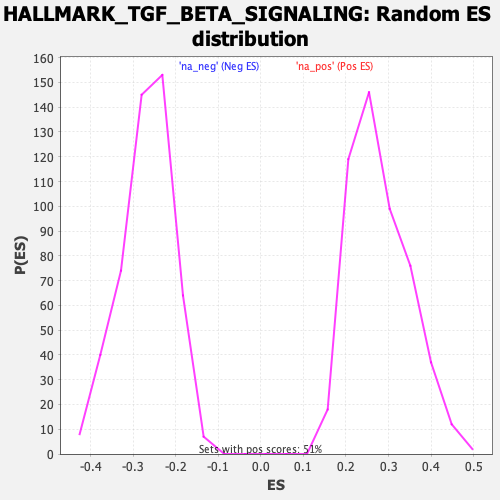 HALLMARK_TGF_BETA_SIGNALING: Random ES
distribution
'na_neg' (Neg ES)
'na_pos' (Pos ES)
160
150
140
130
120
110
100
90
80
70
60
50
40
30
20
10
0
P(ES)
Sets with pos scores: 51%
-0.4 -0.3 -0.2 -0.1 0.0 0.1 0.2 0.3 0.4 0.5
ES